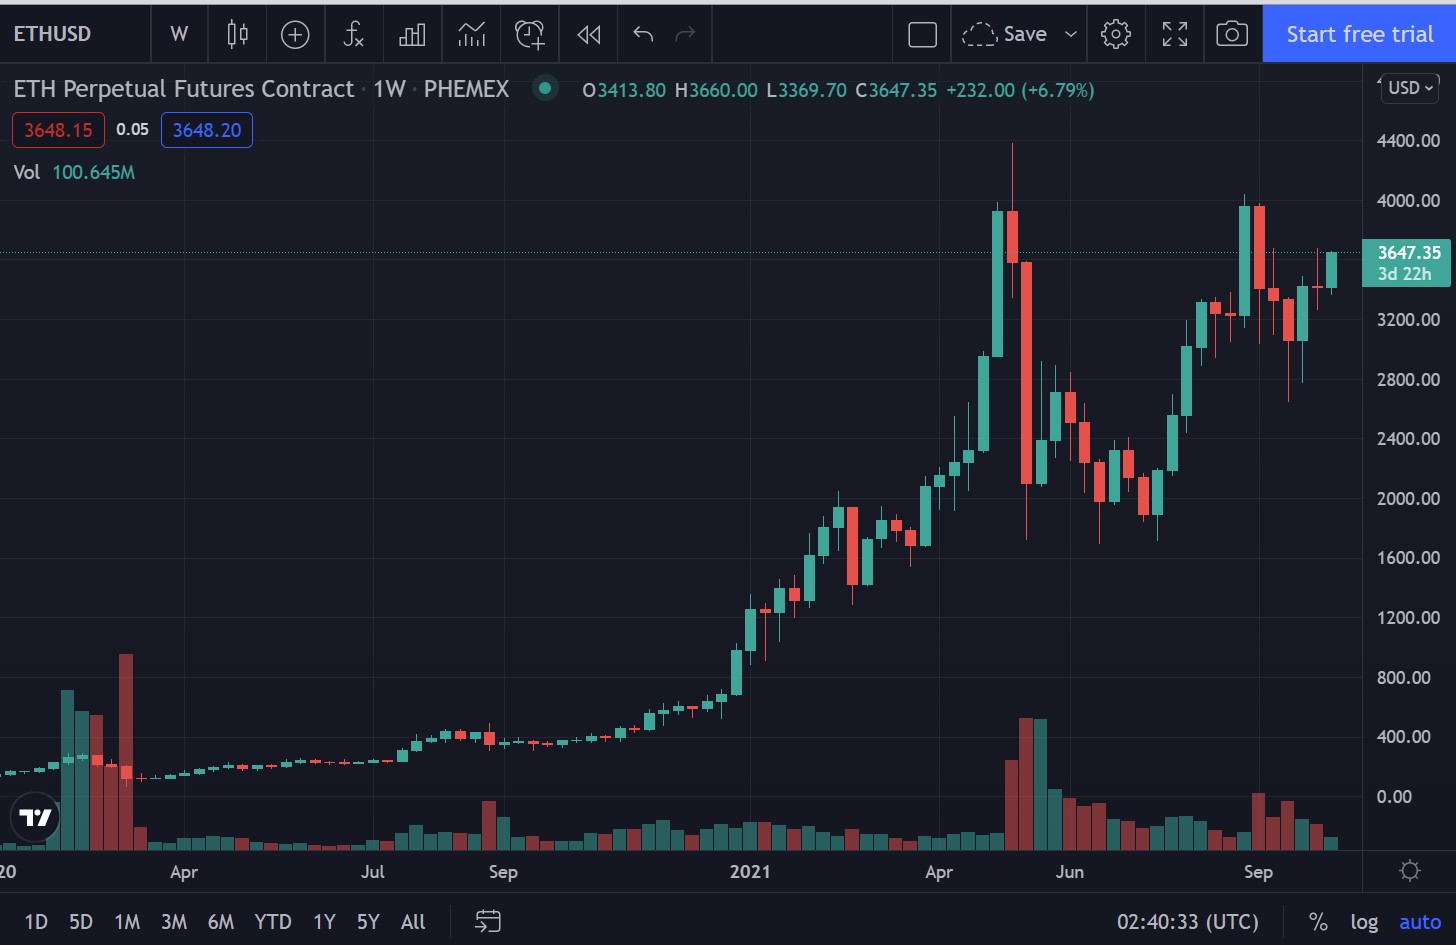 ETHUSD W fx Save Start free trial
ETH Perpetual Futures Contract · 1W · PHEMEX O3413.80 H3660.00 L3369.70 C3647.35 +232.00 (+6.79%) USD
3648.15 0.05 3648.20
Vol 100.645M
4400.00
4000.00
3647.35
3d 22h
3200.00
2800.00
2400.00
2000.00
1600.00
1200.00
800.00
400.00
0.00
20 Apr Jul Sep 2021 Apr Jun Sep
1D 5D 1M 3M 6M YTD 1Y 5Y All 02:40:33 (UTC) % log auto